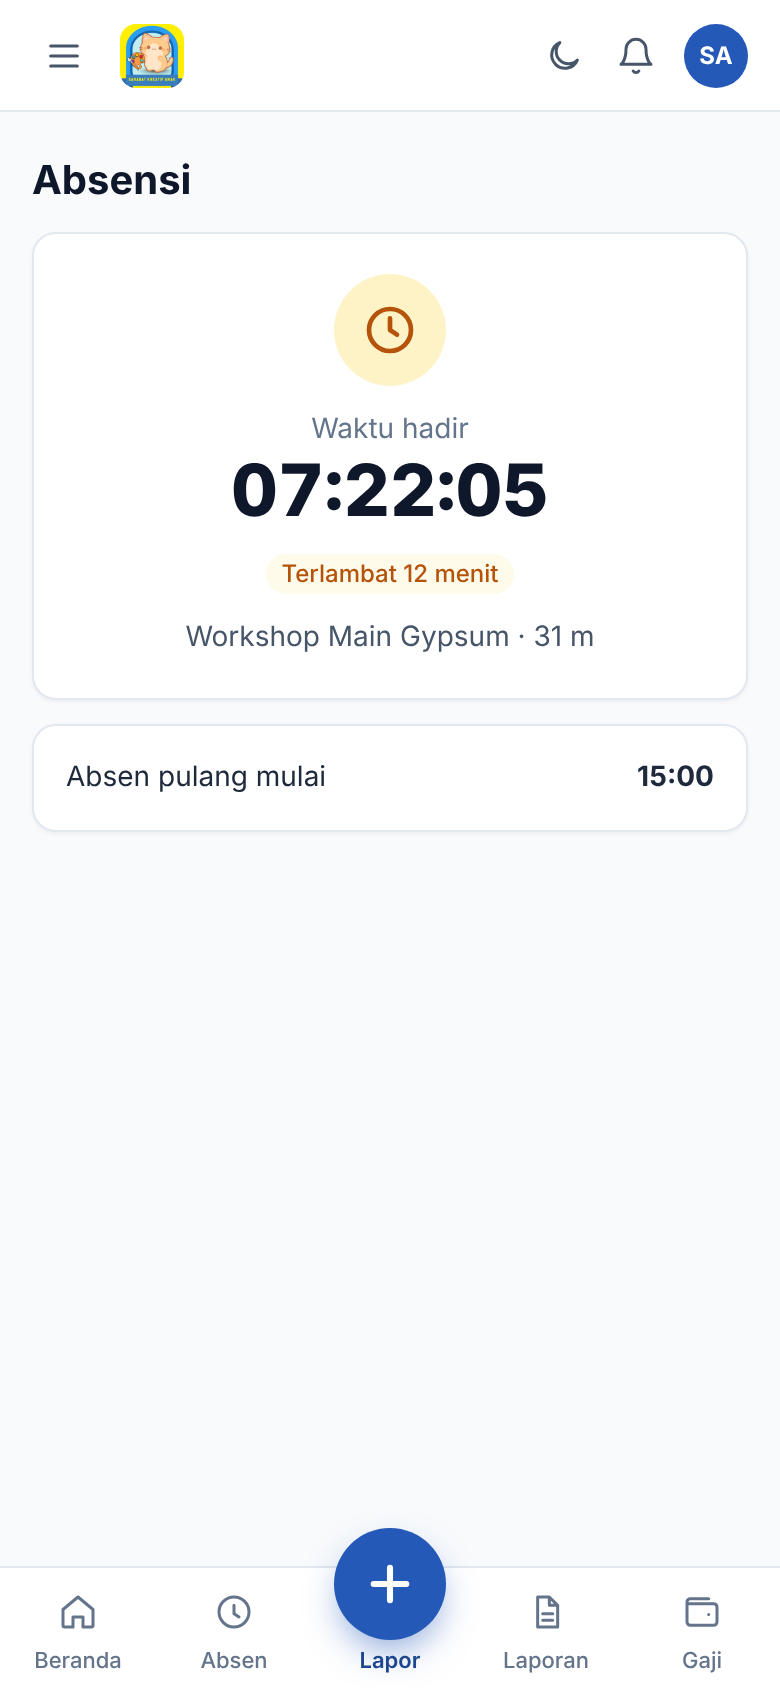 SA
Absensi
Waktu hadir
07:22:05
Terlambat 12 menit
Workshop Main Gypsum · 31 m
Absen pulang mulai 15:00
Beranda Absen Lapor Laporan Gaji